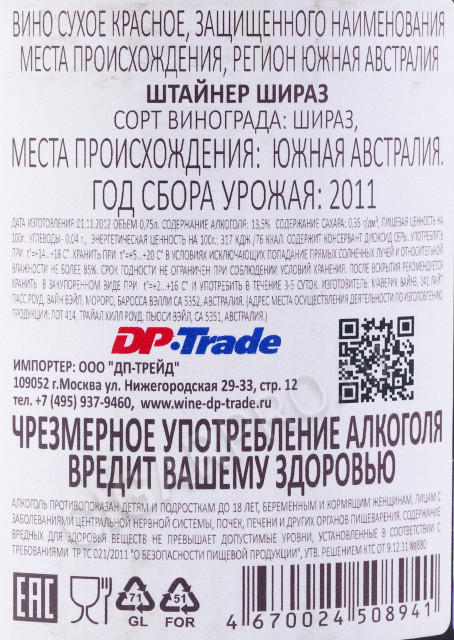 ВИНО СУХОЕ КРАСНОЕ, ЗАЩИЩЕННОГО НАИМЕНОВАНИЯ
МЕСТА ПРОИСХОЖДЕНИЯ, РЕГИОН ЮЖНАЯ АВСТРАЛИЯ
ШТАЙНЕР ШИРАЗ
СОРТ ВИНОГРАДА: ШИРАЗ,
МЕСТА ПРОИСХОЖДЕНИЯ: ЮЖНАЯ АВСТРАЛИЯ.
ГОД СБОРА УРОЖАЯ: 2011
ДАТА ИЗГОТОВЛЕНИЯ 01.11.2012 ОБЪЕМ 0,75л. СОДЕРЖАНИЕ АЛКОГОЛЯ: 13,5% СОДЕРЖАНИЕ САХАРА: 0,35 г/дм³, ПИЩЕВАЯ ЦЕННОСТЬ НА
100г.: УГЛЕВОДЫ - 0,04 г., ЭНЕРГЕТИЧЕСКАЯ ЦЕННОСТЬ НА 100г.: 317 КДЖ /76 ККАЛ. СОДЕРЖИТ КОНСЕРВАНТ ДИОКСИД СЕРЫ. УПОТРЕБЛЯТЬ
ПРИ t°=+14..+18 С°. ХРАНИТЬ ПРИ t°=+5...+20 С° В УСЛОВИЯХ ИСКЛЮЧАЮЩИХ ПОПАДАНИЕ ПРЯМЫХ СОЛНЕЧНЫХ ЛУЧЕЙ И ОТНОСИТЕЛЬНОЙ
ВЛАЖНОСТИ НЕ БОЛЕЕ 85%. СРОК ГОДНОСТИ НЕ ОГРАНИЧЕН ПРИ СОБЛЮДЕНИИ УСЛОВИЙ ХРАНЕНИЯ. ПОСЛЕ ВСКРЫТИЯ РЕКОМЕНДУЕТСЯ
ХРАНИТЬ В ЗАКУПОРЕННОМ ВИДЕ ПРИ t°=+2...+16 С° И УПОТРЕБИТЬ В ТЕЧЕНИЕ 3-5 СУТОК. ИЗГОТОВИТЕЛЬ: МАВЕРИК ВАЙНЗ, 141 ЛАЙТ
ПАСС РОУД, ВАЙН ВЭЙЛ, МОРОРО, БАРОССА ВЭЛЛИ СА 5352, АВСТРАЛИЯ. (АДРЕС МЕСТА ОСУЩЕСТВЛЕНИЯ ДЕЯТЕЛЬНОСТИ ПО ИЗГОТОВЛЕНИЮ
ПРОДУКЦИИ: ЛОТ 414, ТРАЙАЛ ХИЛЛ РОУД, ПЬЮСИ ВЭЙЛ, СА 5351, АВСТРАЛИЯ.)
DP·Trade
ИМПОРТЕР: ООО "ДП-ТРЕЙД"
109052 г.Москва ул. Нижегородская 29-33, стр. 12
тел. +7 (495) 937-9460, www.wine-dp-trade.ru
ЧРЕЗМЕРНОЕ УПОТРЕБЛЕНИЕ АЛКОГОЛЯ
ВРЕДИТ ВАШЕМУ ЗДОРОВЬЮ
АЛКОГОЛЬ ПРОТИВОПОКАЗАН ДЕТЯМ И ПОДРОСТКАМ ДО 18 ЛЕТ, БЕРЕМЕННЫМ И КОРМЯЩИМ ЖЕНЩИНАМ, ЛИЦАМ С
ЗАБОЛЕВАНИЯМИ ЦЕНТРАЛЬНОЙ НЕРВНОЙ СИСТЕМЫ, ПОЧЕК, ПЕЧЕНИ И ДРУГИХ ОРГАНОВ ПИЩЕВАРЕНИЯ. СОДЕРЖАНИЕ
ВРЕДНЫХ ДЛЯ ЗДОРОВЬЯ ВЕЩЕСТВ НЕ ПРЕВЫШАЕТ ДОПУСТИМЫЕ УРОВНИ, УСТАНОВЛЕННЫЕ В СООТВЕТСТВИИ С
ТРЕБОВАНИЯМИ ТР ТС 021/2011 "О БЕЗОПАСНОСТИ ПИЩЕВОЙ ПРОДУКЦИИ", УТВ. РЕШЕНИЕМ КТС ОТ 9.12.11 №880
EAC
71
GL
51
FOR
4 670024 508941